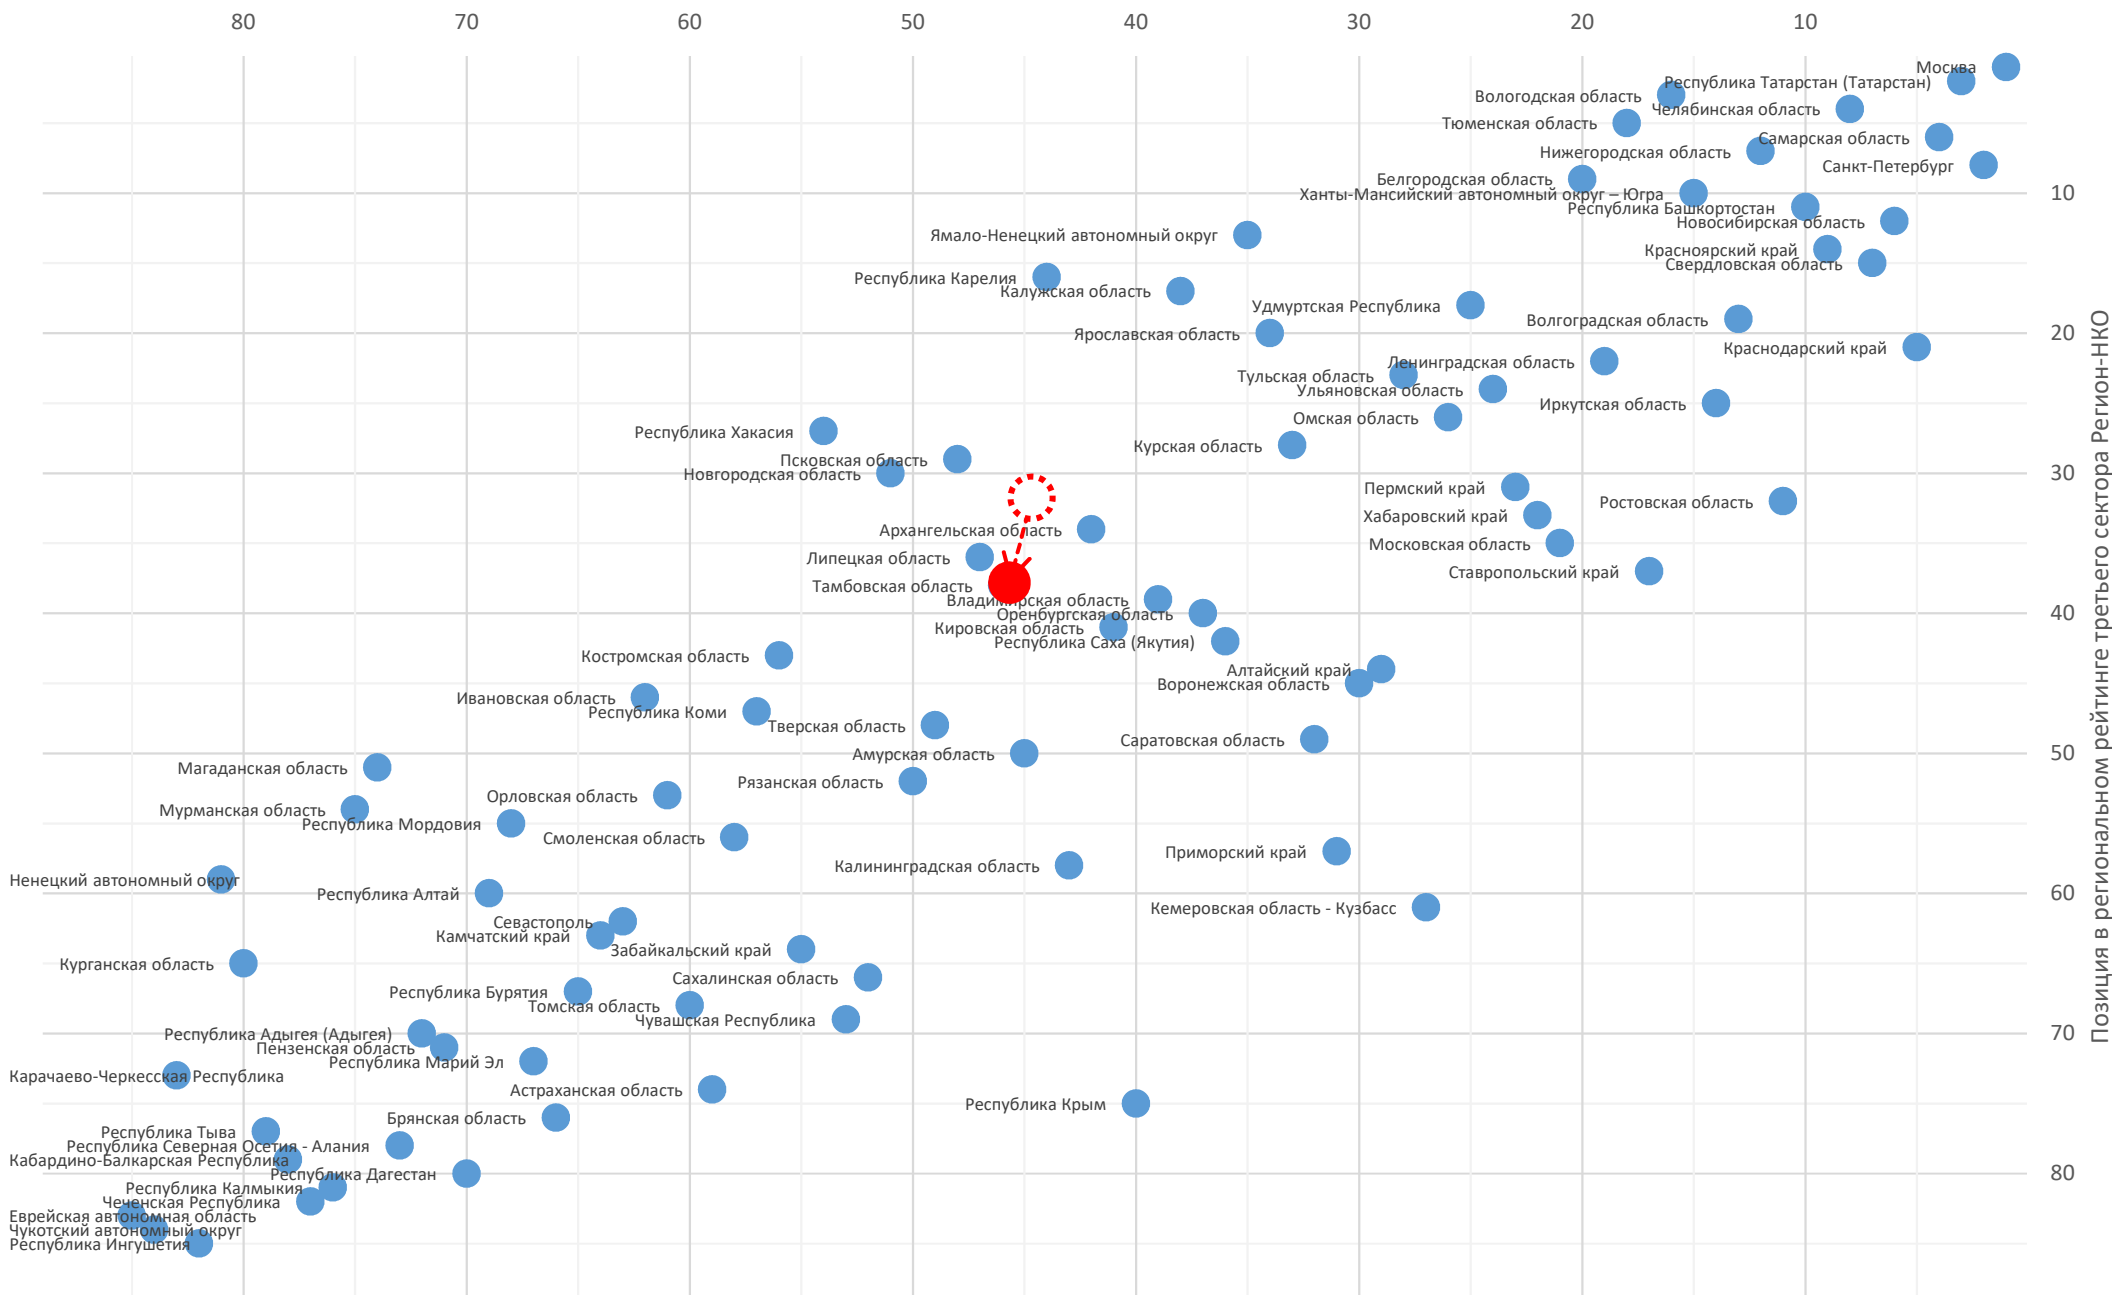 80 70 60 50 40 30 20 10
Москва
Республика Татарстан (Татарстан)
Вологодская область
Челябинская область
Тюменская область
Самарская область
Нижегородская область
Санкт-Петербург
Белгородская область
Ханты-Мансийский автономный округ – Югра
10
Республика Башкортостан
Новосибирская область
Ямало-Ненецкий автономный округ
Красноярский край
Свердловская область
Республика Карелия
Калужская область
Удмуртская Республика
Волгоградская область
20
Ярославская область
Краснодарский край
Ленинградская область
Тульская область
Ульяновская область
Иркутская область
Омская область
Республика Хакасия
Курская область
Псковская область
Новгородская область
30
Пермский край
Ростовская область
Хабаровский край
Архангельская область
Московская область
Липецкая область
Ставропольский край
Тамбовская область
Владимирская область
40
Оренбургская область
Кировская область
Республика Саха (Якутия)
Костромская область
Алтайский край
Воронежская область
Ивановская область
Республика Коми
Тверская область
Саратовская область
Амурская область
50
Магаданская область
Рязанская область
Орловская область
Мурманская область
Республика Мордовия
Смоленская область
Приморский край
Калининградская область
Ненецкий автономный округ
Республика Алтай
60
Кемеровская область - Кузбасс
Севастополь
Камчатский край
Забайкальский край
Курганская область
Сахалинская область
Республика Бурятия
Томская область
Чувашская Республика
Республика Адыгея (Адыгея)
70
Пензенская область
Республика Марий Эл
Карачаево-Черкесская Республика
Астраханская область
Республика Крым
Брянская область
Республика Тыва
Республика Северная Осетия - Алания
Кабардино-Балкарская Республика
Республика Дагестан
80
Республика Калмыкия
Чеченская Республика
Еврейская автономная область
Чукотский автономный округ
Республика Ингушетия
Позиция в региональном рейтинге третьего сектора Регион-НКО